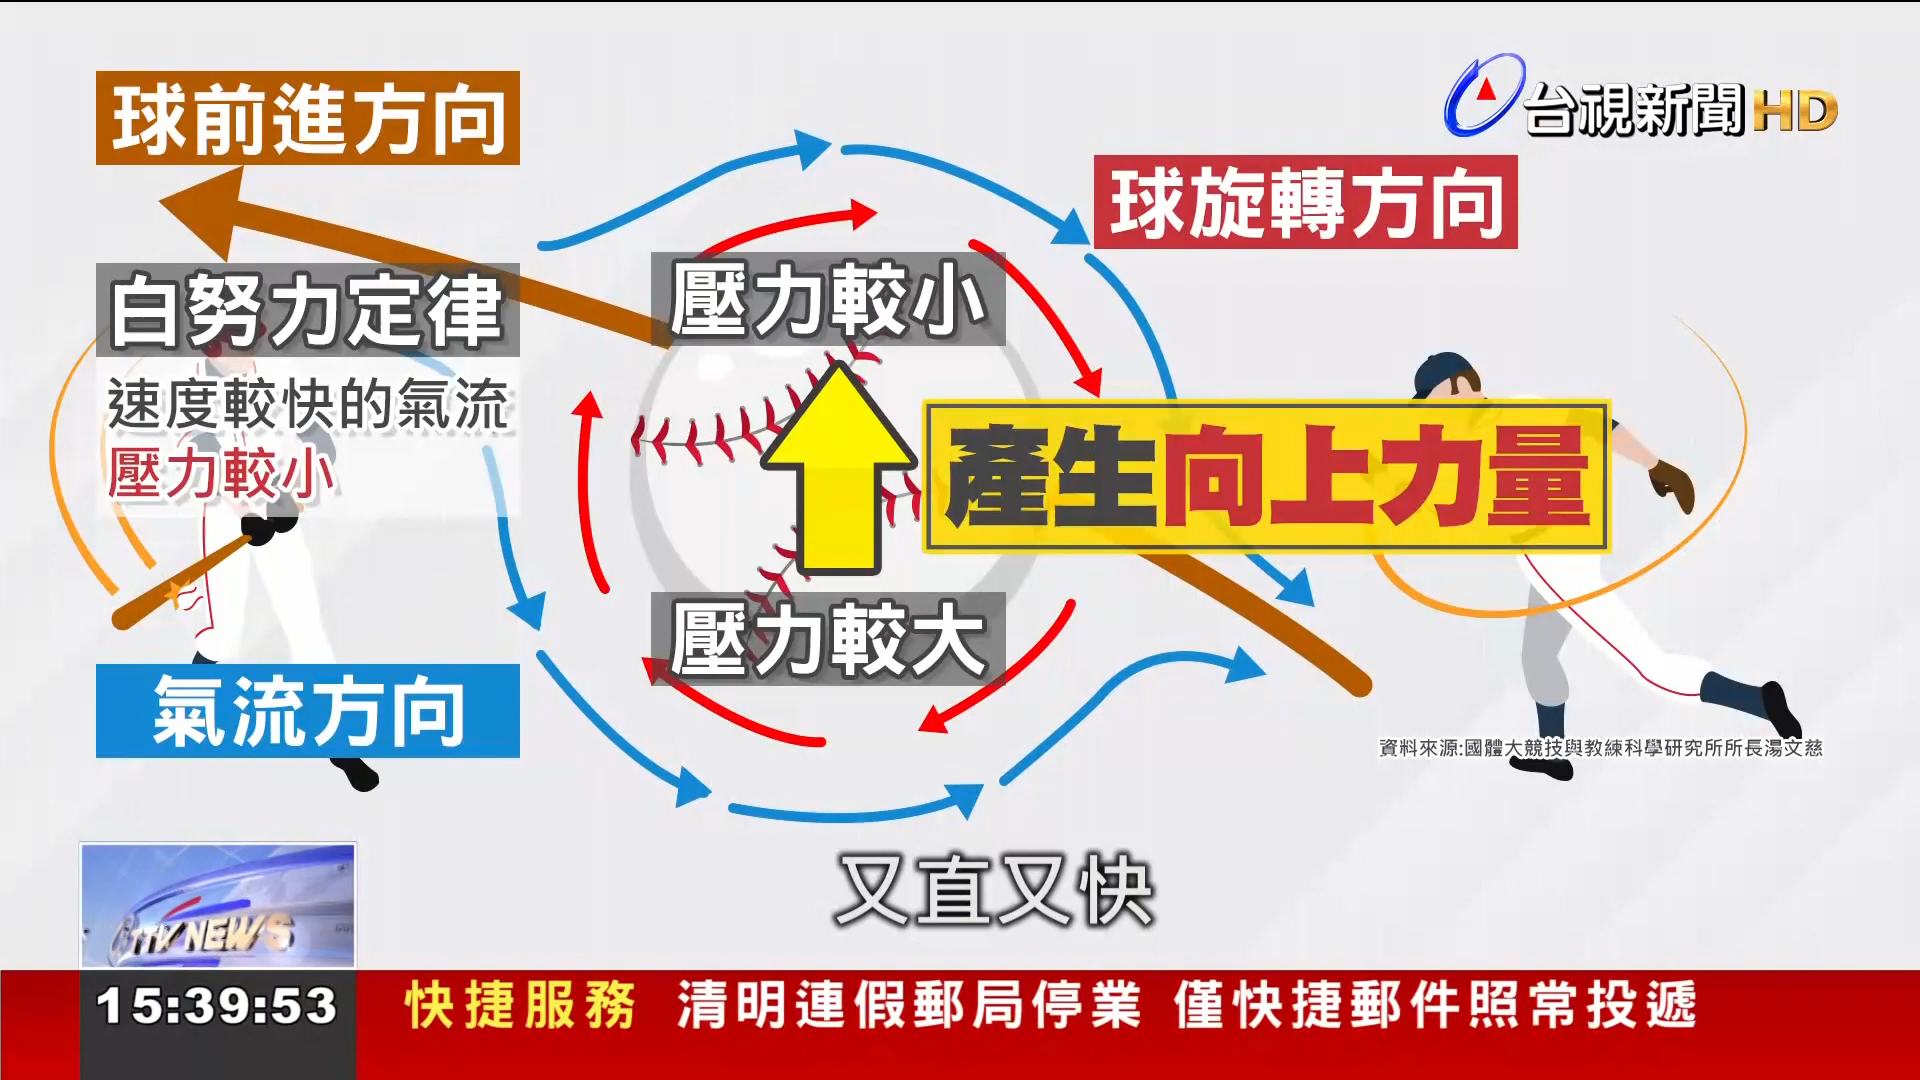 球前進方向
台視新聞HD
球旋轉方向
壓力較小
白努力定律
速度較快的氣流
壓力較小
產生向上力量
壓力較大
氣流方向
資料來源:國體大競技與教練科學研究所所長湯文慈
又直又快
TTV NEWS
15:39:53
快捷服務 清明連假郵局停業 僅快捷郵件照常投遞